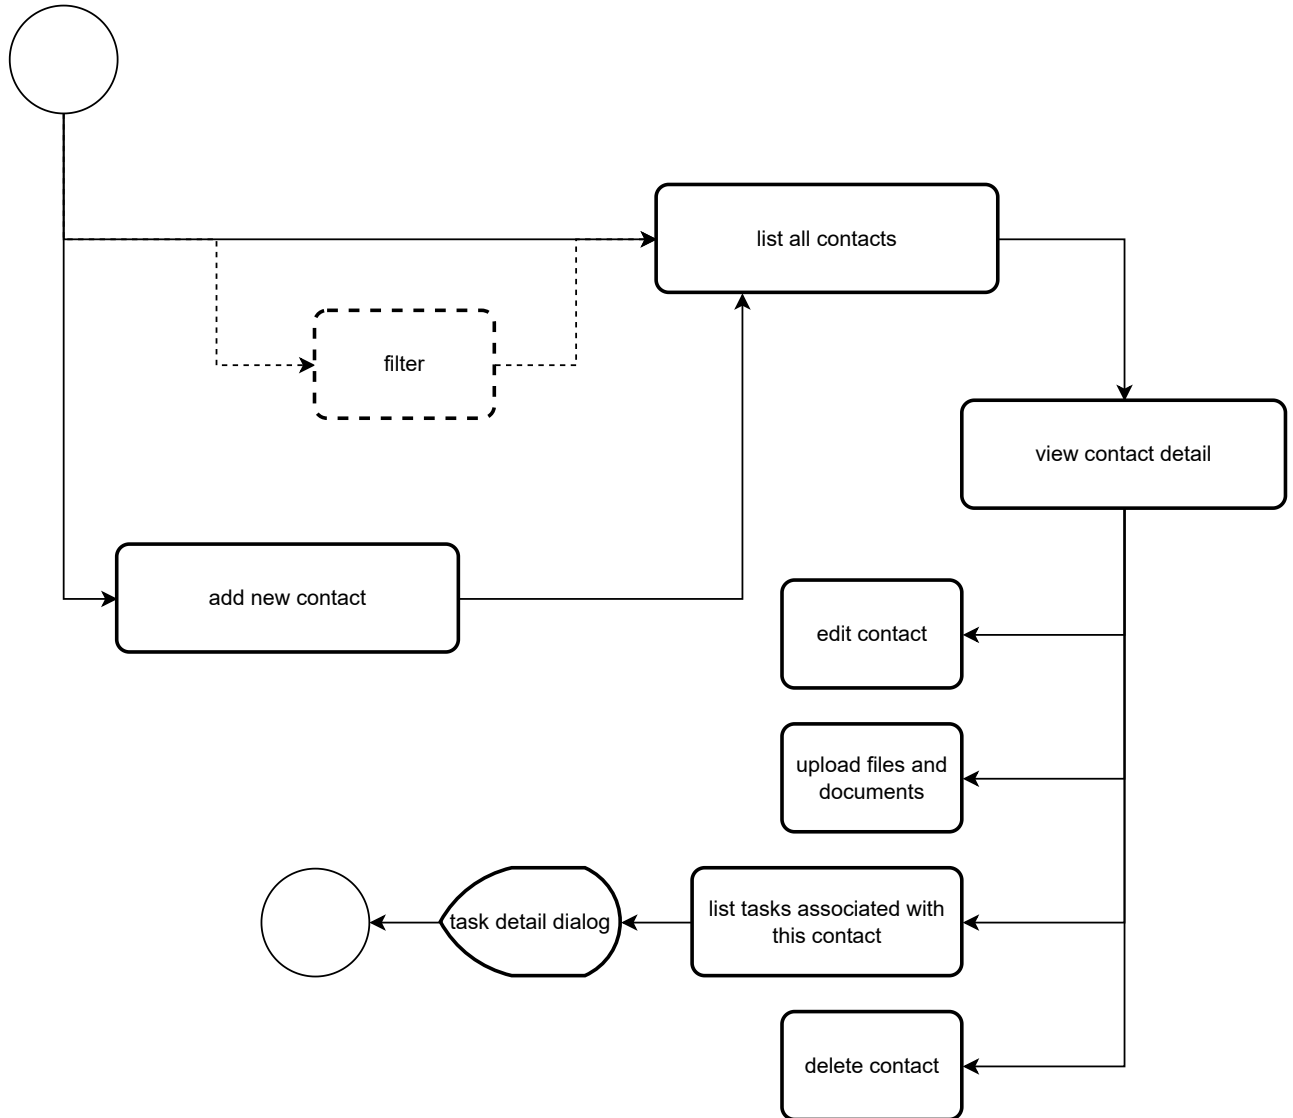 list all contacts
filter
view contact detail
add new contact
edit contact
upload files and
documents
task detail dialog
list tasks associated with
this contact
delete contact